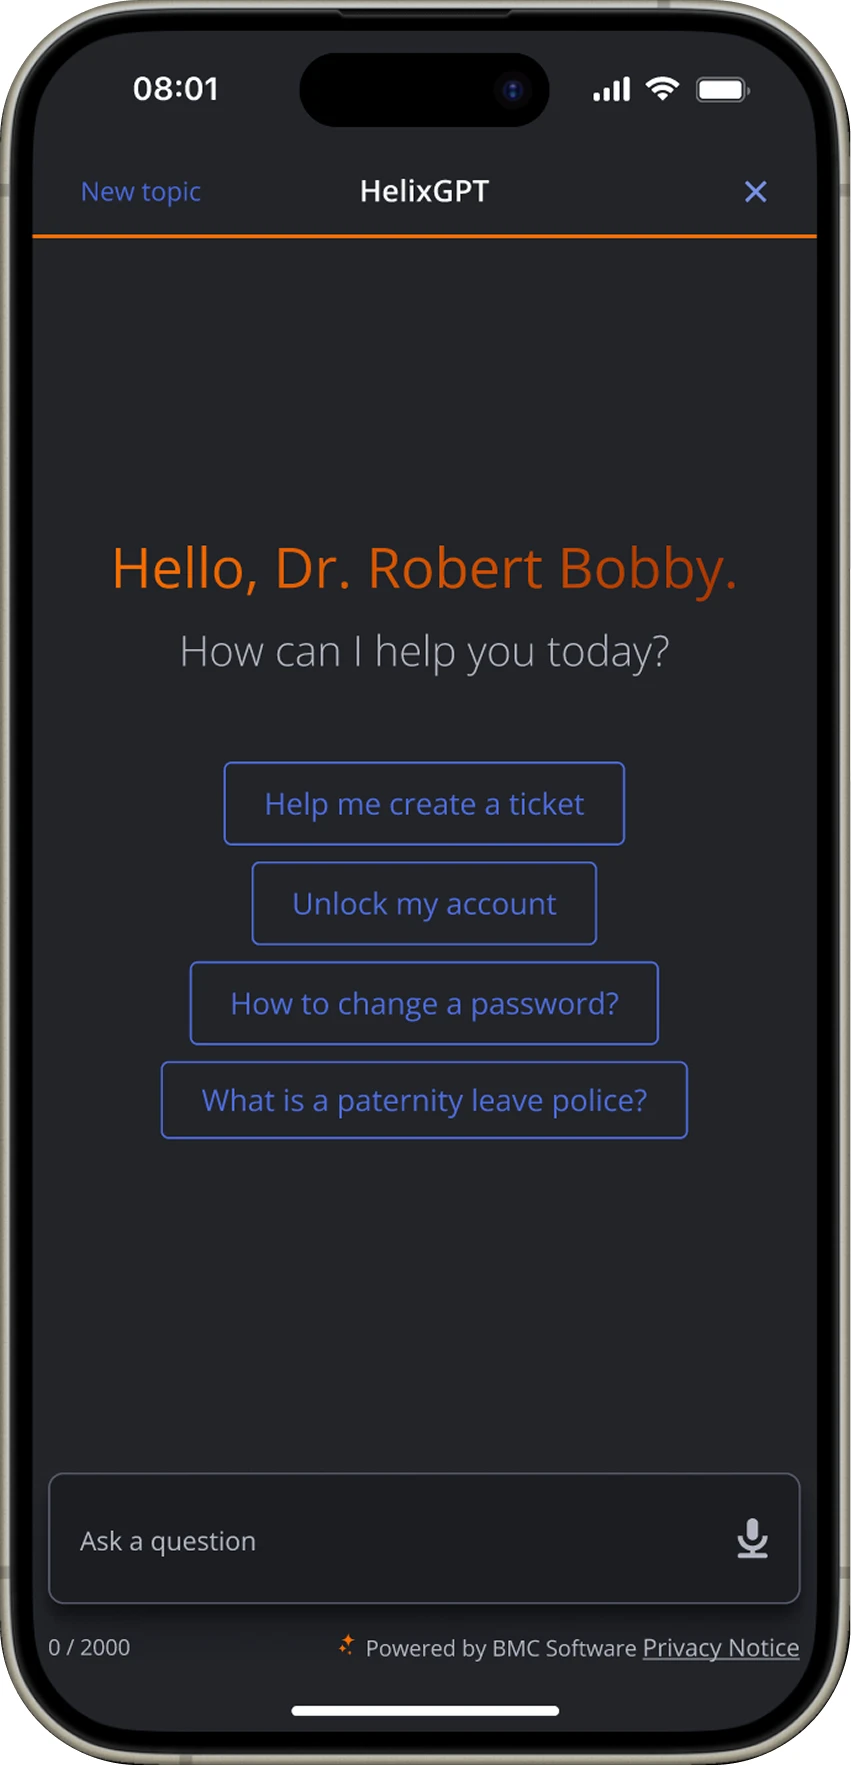 08:01
New topic HelixGPT
Hello, Dr. Robert Bobby.
How can I help you today?
Help me create a ticket
Unlock my account
How to change a password?
What is a paternity leave police?
Ask a question
0 / 2000 Powered by BMC Software Privacy Notice